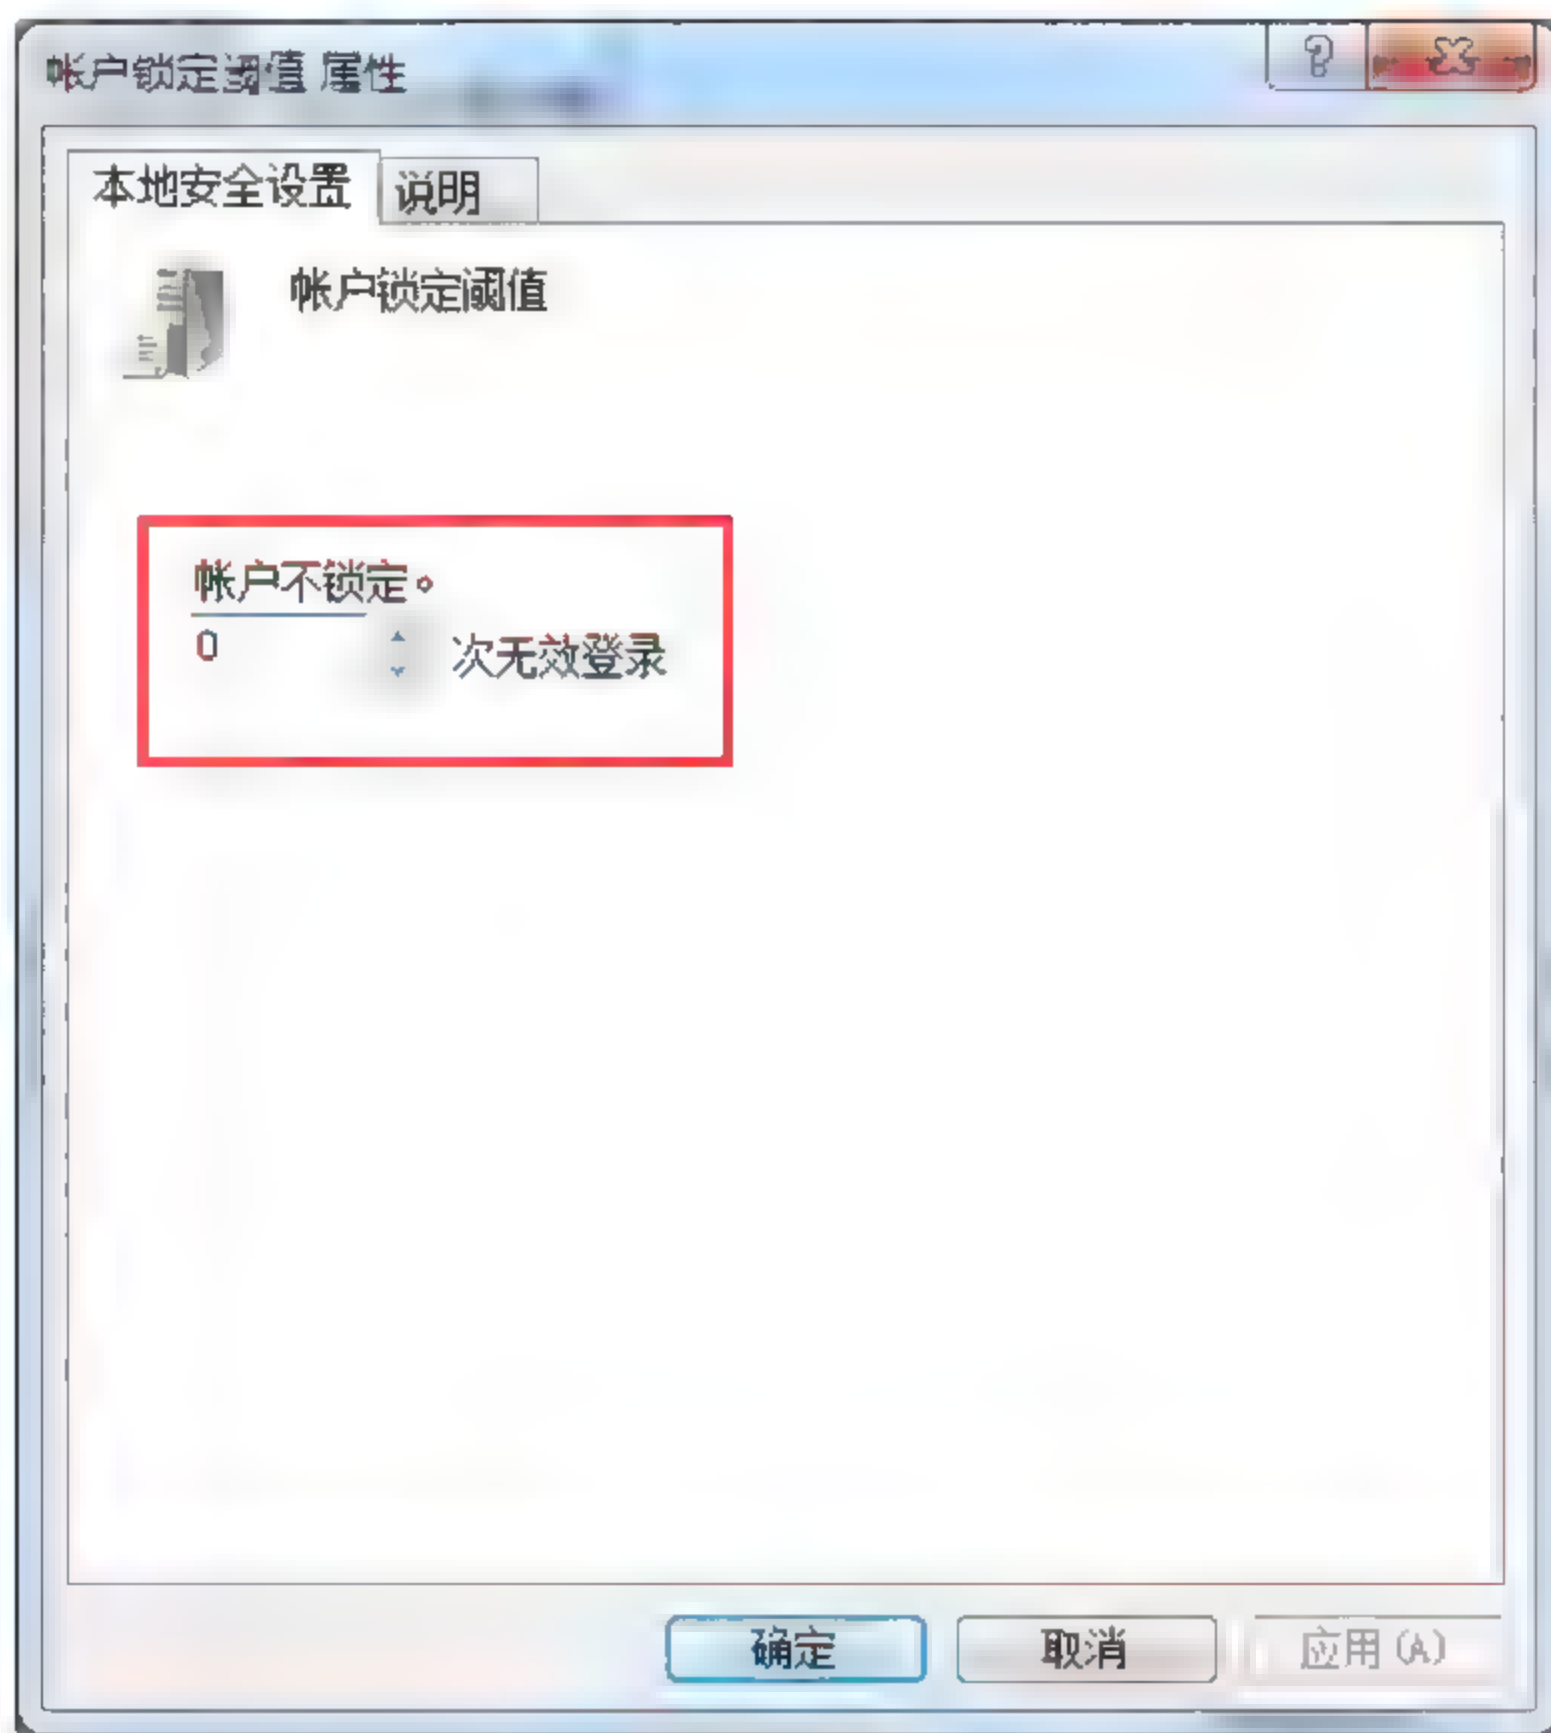 帐户锁定阈值 属性
本地安全设置
说明
帐户锁定阈值
帐户不锁定。
0
次无效登录
确定
取消
应用(A)